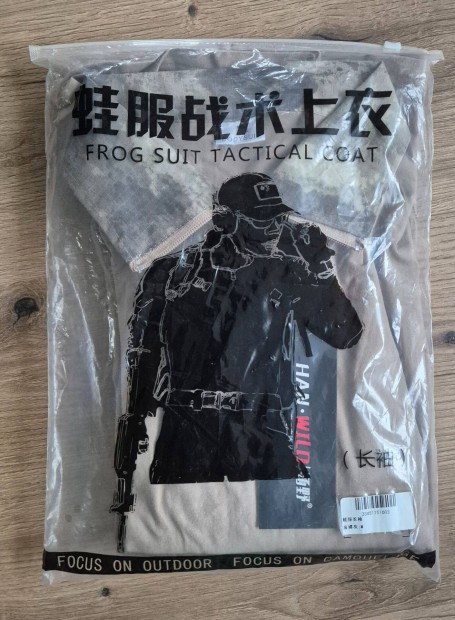 蛙服战术上衣
FROG SUIT TACTICAL COAT
HAN·WILD
野
(长袖)
FOCUS ON OUTDOOR FOCUS ON CAMOUFLAGE